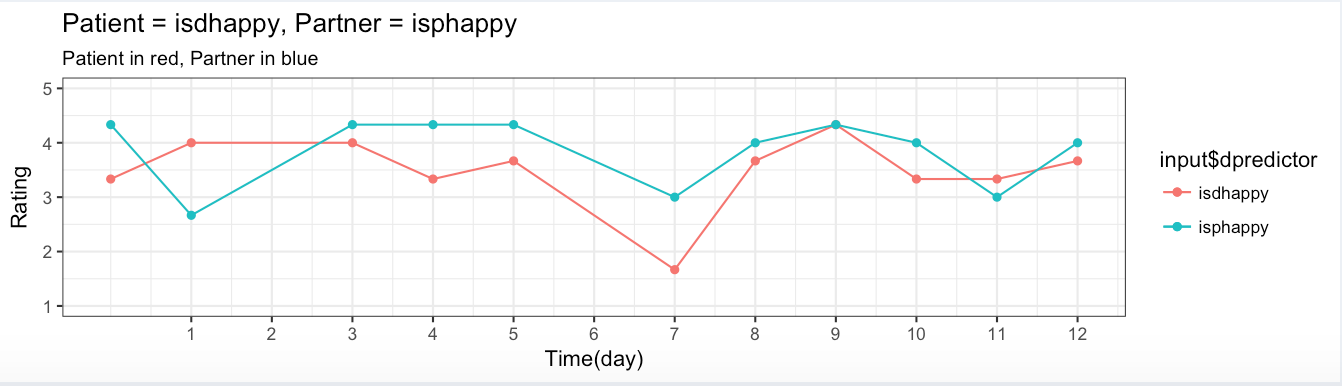 Patient = isdhappy, Partner = isphappy
Patient in red, Partner in blue
5
4
3
2
1
Rating
1 2 3 4 5 6 7 8 9 10 11 12
Time(day)
input$dpredictor
isdhappy
isphappy